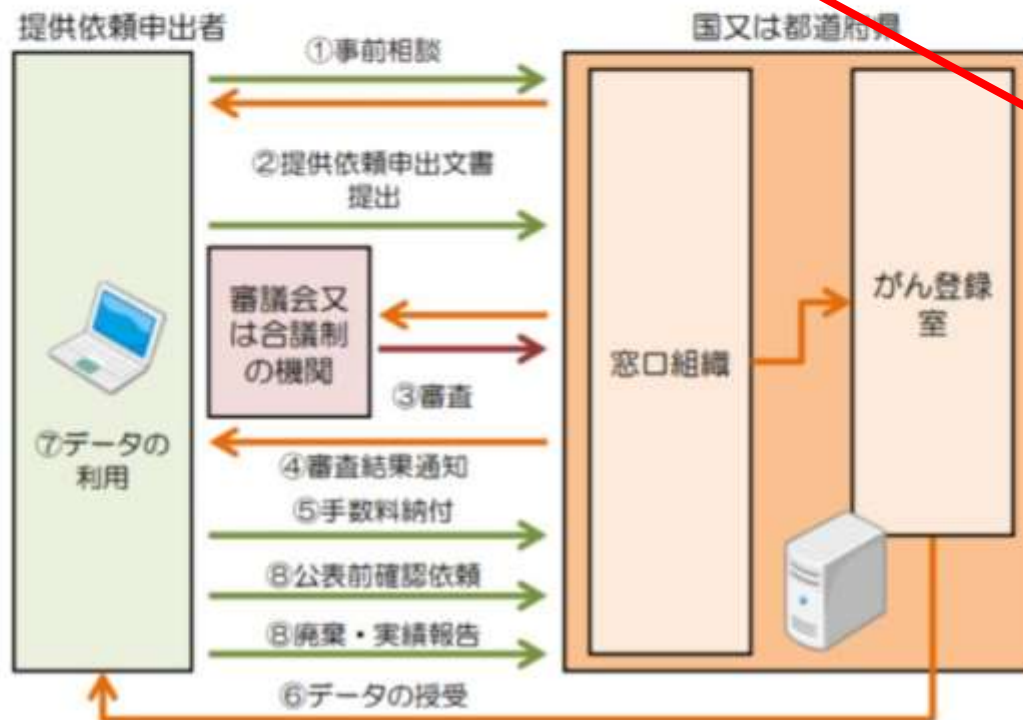 提供依頼申出者
国又は都道府県
①事前相談
②提供依頼申出文書
提出
審議会又
は合議制
の機関
③審査
窓口組織
がん登録
室
⑦データの
利用
④審査結果通知
⑤手数料納付
⑧公表前確認依頼
⑧廃棄・実績報告
⑥データの授受